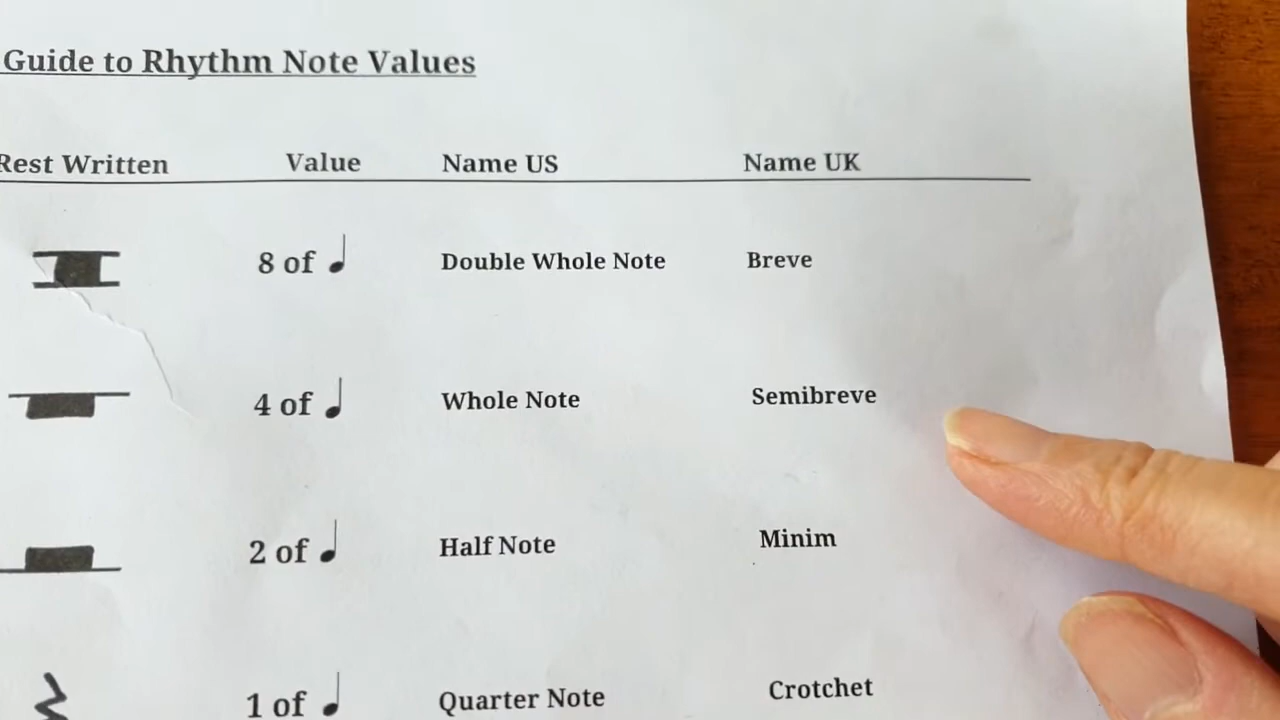 Guide to Rhythm Note Values
Rest Written Value Name US Name UK
8 of Double Whole Note Breve
4 of Whole Note Semibreve
2 of Half Note Minim
1 of Quarter Note Crotchet